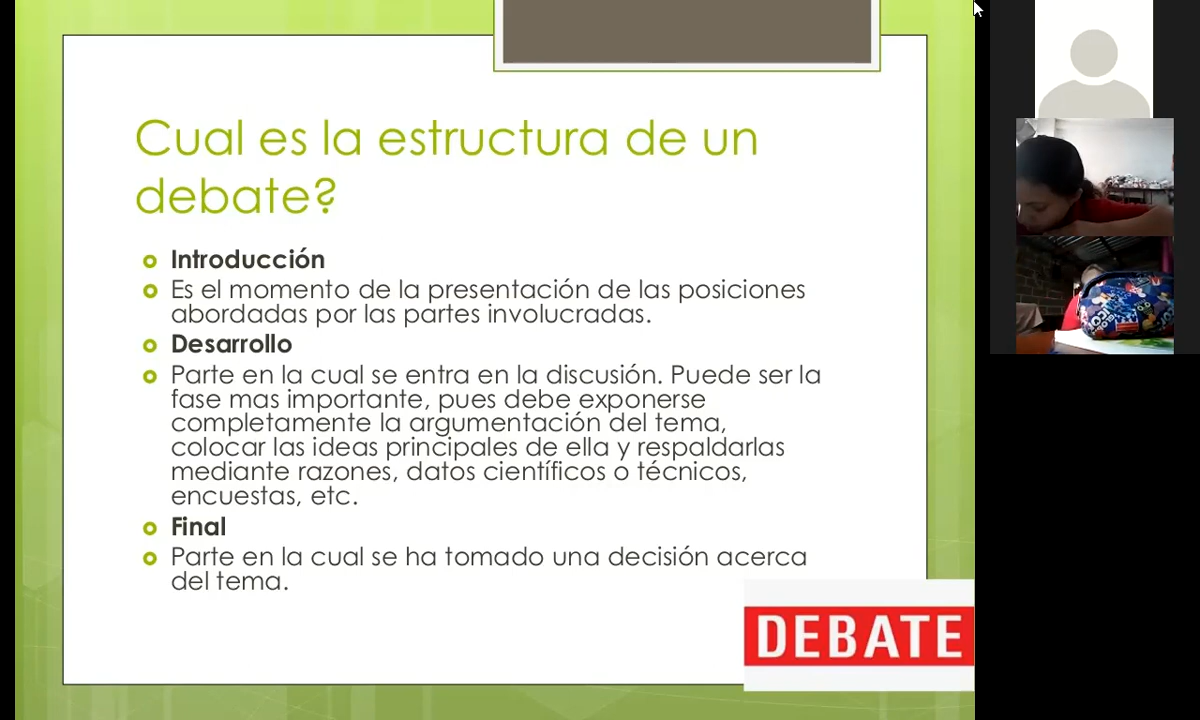 Cual es la estructura de un
debate?
Introducción
Es el momento de la presentación de las posiciones
abordadas por las partes involucradas.
Desarrollo
Parte en la cual se entra en la discusión. Puede ser la
fase mas importante, pues debe exponerse
completamente la argumentación del tema,
colocar las ideas principales de ella y respaldarlas
mediante razones, datos científicos o técnicos,
encuestas, etc.
Final
Parte en la cual se ha tomado una decisión acerca
del tema.
DEBATE